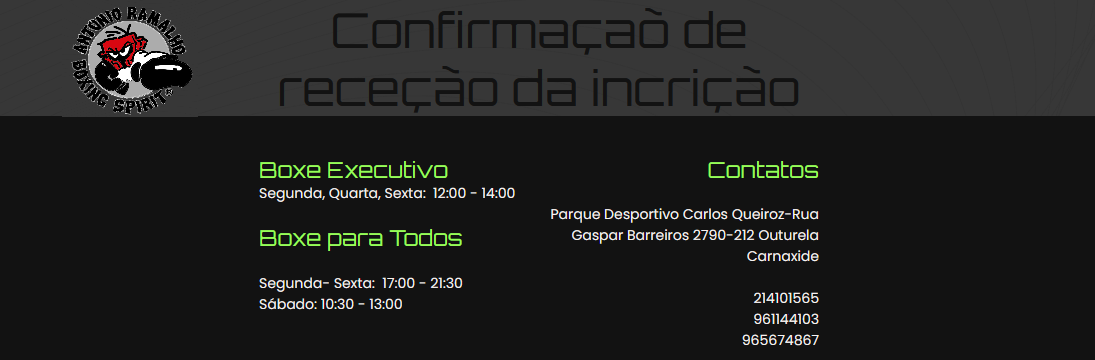 ANTÓNIO RAMALHO
BOXING SPIRIT
Confirmaçaõ de
receção da incrição
Boxe Executivo
Segunda, Quarta, Sexta: 12:00 - 14:00
Boxe para Todos
Segunda- Sexta: 17:00 - 21:30
Sábado: 10:30 - 13:00
Contatos
Parque Desportivo Carlos Queiroz-Rua
Gaspar Barreiros 2790-212 Outurela
Carnaxide
214101565
961144103
965674867